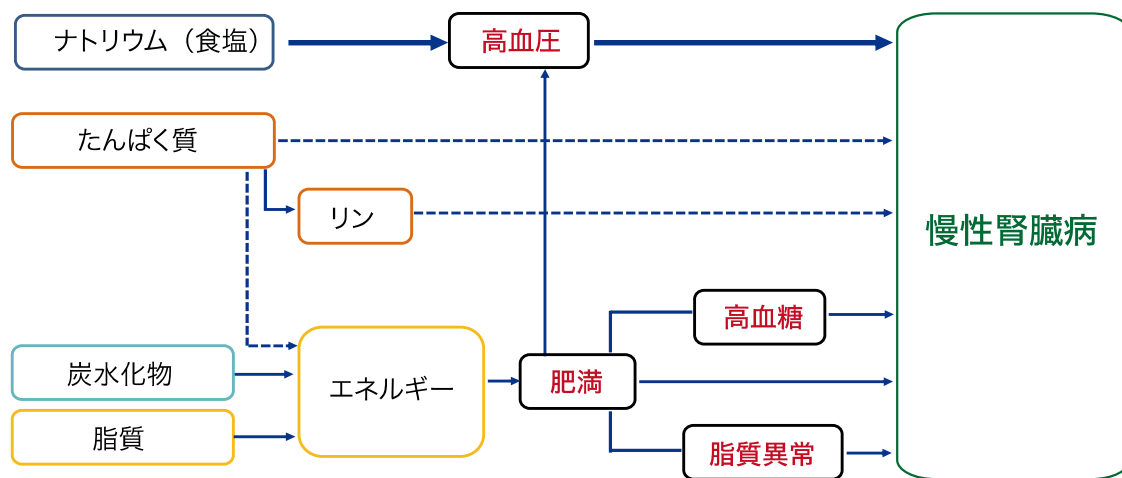 ナトリウム（食塩）
高血圧
たんぱく質
リン
慢性腎臓病
高血糖
炭水化物
エネルギー
肥満
脂質
脂質異常